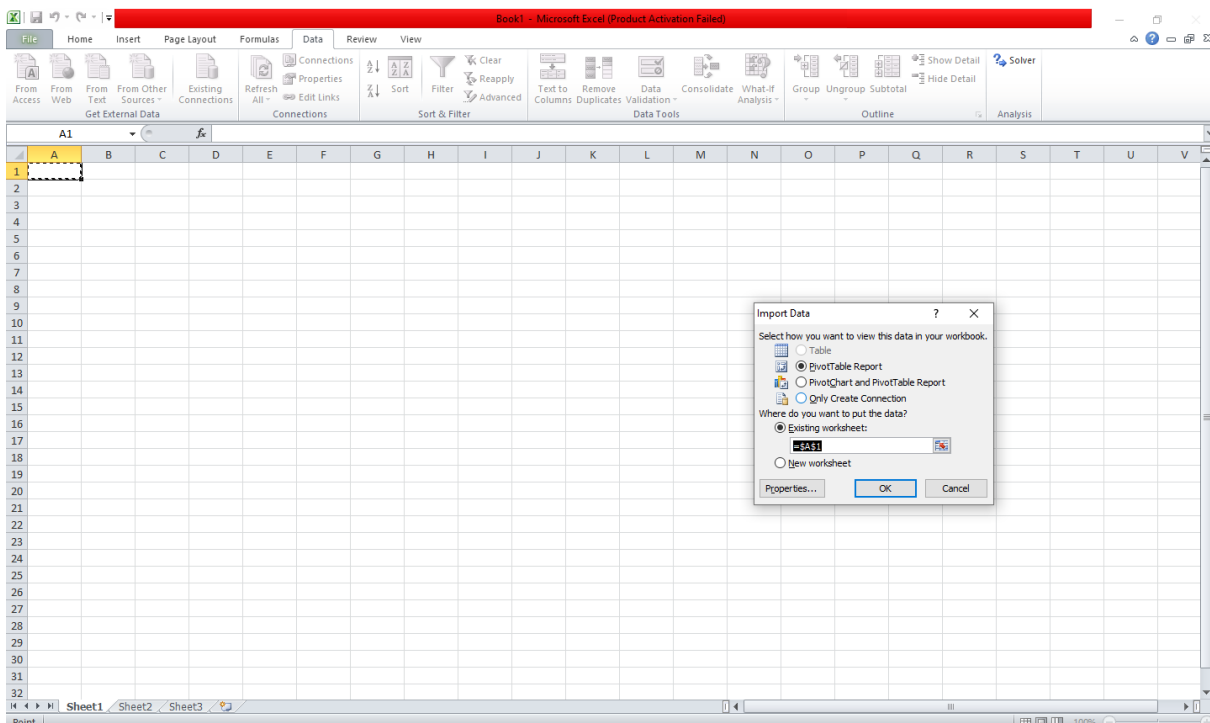 Book1 - Microsoft Excel (Product Activation Failed)
File Home Insert Page Layout Formulas Data Review View
From Access
From Web
From Text
From Other Sources
Existing Connections
Get External Data
Refresh All
Connections
Properties
Edit Links
Connections
A Z
Z A
Sort
Filter
Clear
Reapply
Advanced
Sort & Filter
Text to Columns
Remove Duplicates
Data Validation
Consolidate
What-If Analysis
Data Tools
Group
Ungroup
Subtotal
Show Detail
Hide Detail
Outline
Solver
Analysis
A1 fx
A B C D E F G H I J K L M N O P Q R S T U V
1
2
3
4
5
6
7
8
9
10
11
12
13
14
15
16
17
18
19
20
21
22
23
24
25
26
27
28
29
30
31
32
Import Data ?
Select how you want to view this data in your workbook.
Table
PivotTable Report
PivotChart and PivotTable Report
Only Create Connection
Where do you want to put the data?
Existing worksheet:
=$A$1
New worksheet
Properties... OK Cancel
Sheet1 Sheet2 Sheet3
Point 100%